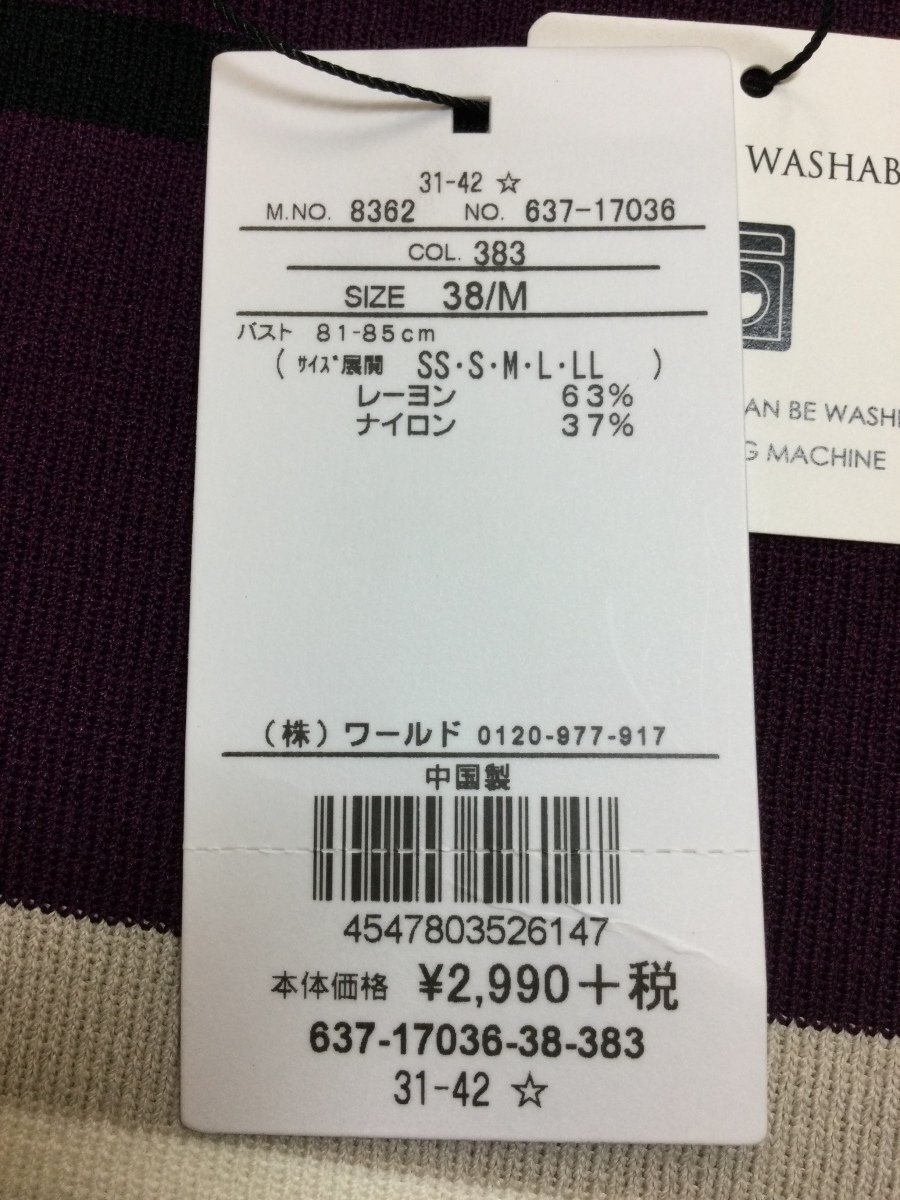 31-42 ☆
M.NO. 8362 NO. 637-17036
COL. 383
SIZE 38/M
バスト 81-85cm
( ｻｲｽﾞ展開 SS・S・M・L・LL )
レーヨン 63%
ナイロン 37%
(株)ワールド 0120-977-917
中国製
4547803526147
本体価格 ¥2,990+税
637-17036-38-383
31-42 ☆
WASHAB
AN BE WASH
G MACHINE